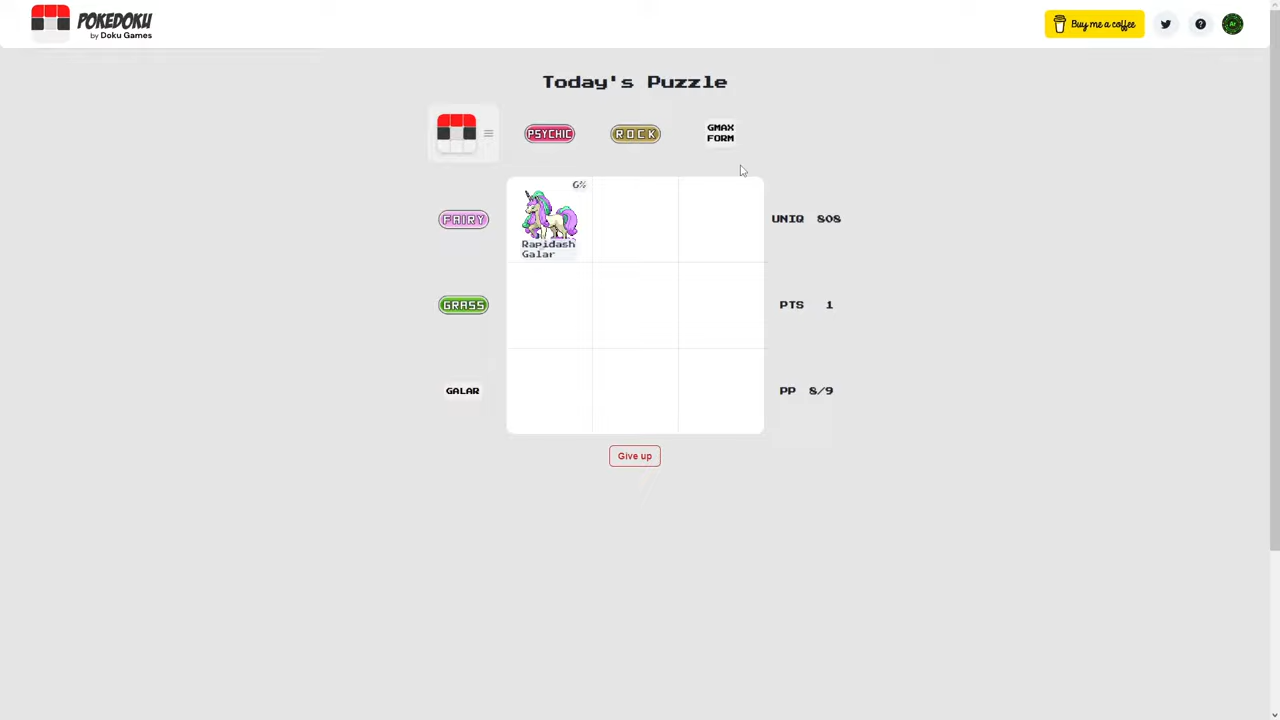 POKEDOKU
by Doku Games
Buy me a coffee
Today's Puzzle
PSYCHIC
ROCK
GMAX
FORM
FAIRY
Rapidash
Galar
UNIQ 808
GRASS
PTS 1
GALAR
PP 8/9
Give up